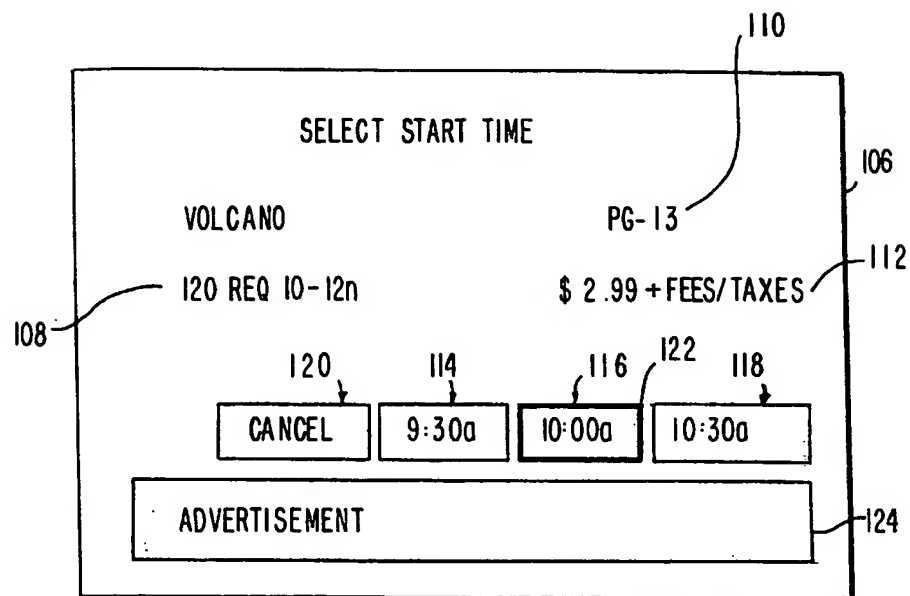 110
SELECT START TIME
106
VOLCANO PG-13
112
120 REQ 10-12n $ 2.99 + FEES/TAXES
108
120 114 116 122 118
CANCEL 9:30a 10:00a 10:30a
ADVERTISEMENT
124